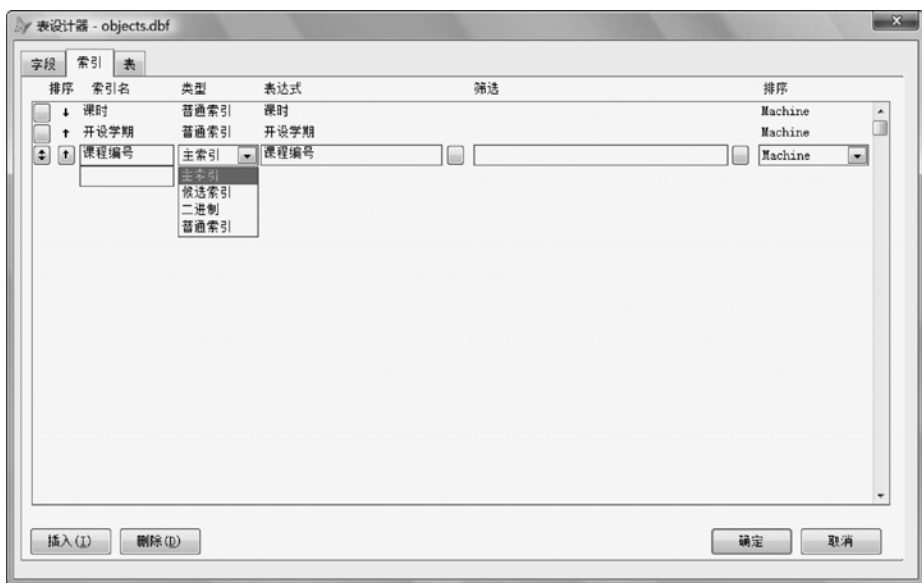 表设计器 - objects.dbf
字段 索引 表
排序 索引名 类型 表达式 筛选 排序
↓ 课时 普通索引 课时 Machine
↑ 开设学期 普通索引 开设学期 Machine
↑ 课程编号 主索引 课程编号 Machine
主索引
候选索引
二进制
普通索引
插入(I) 删除(D) 确定 取消